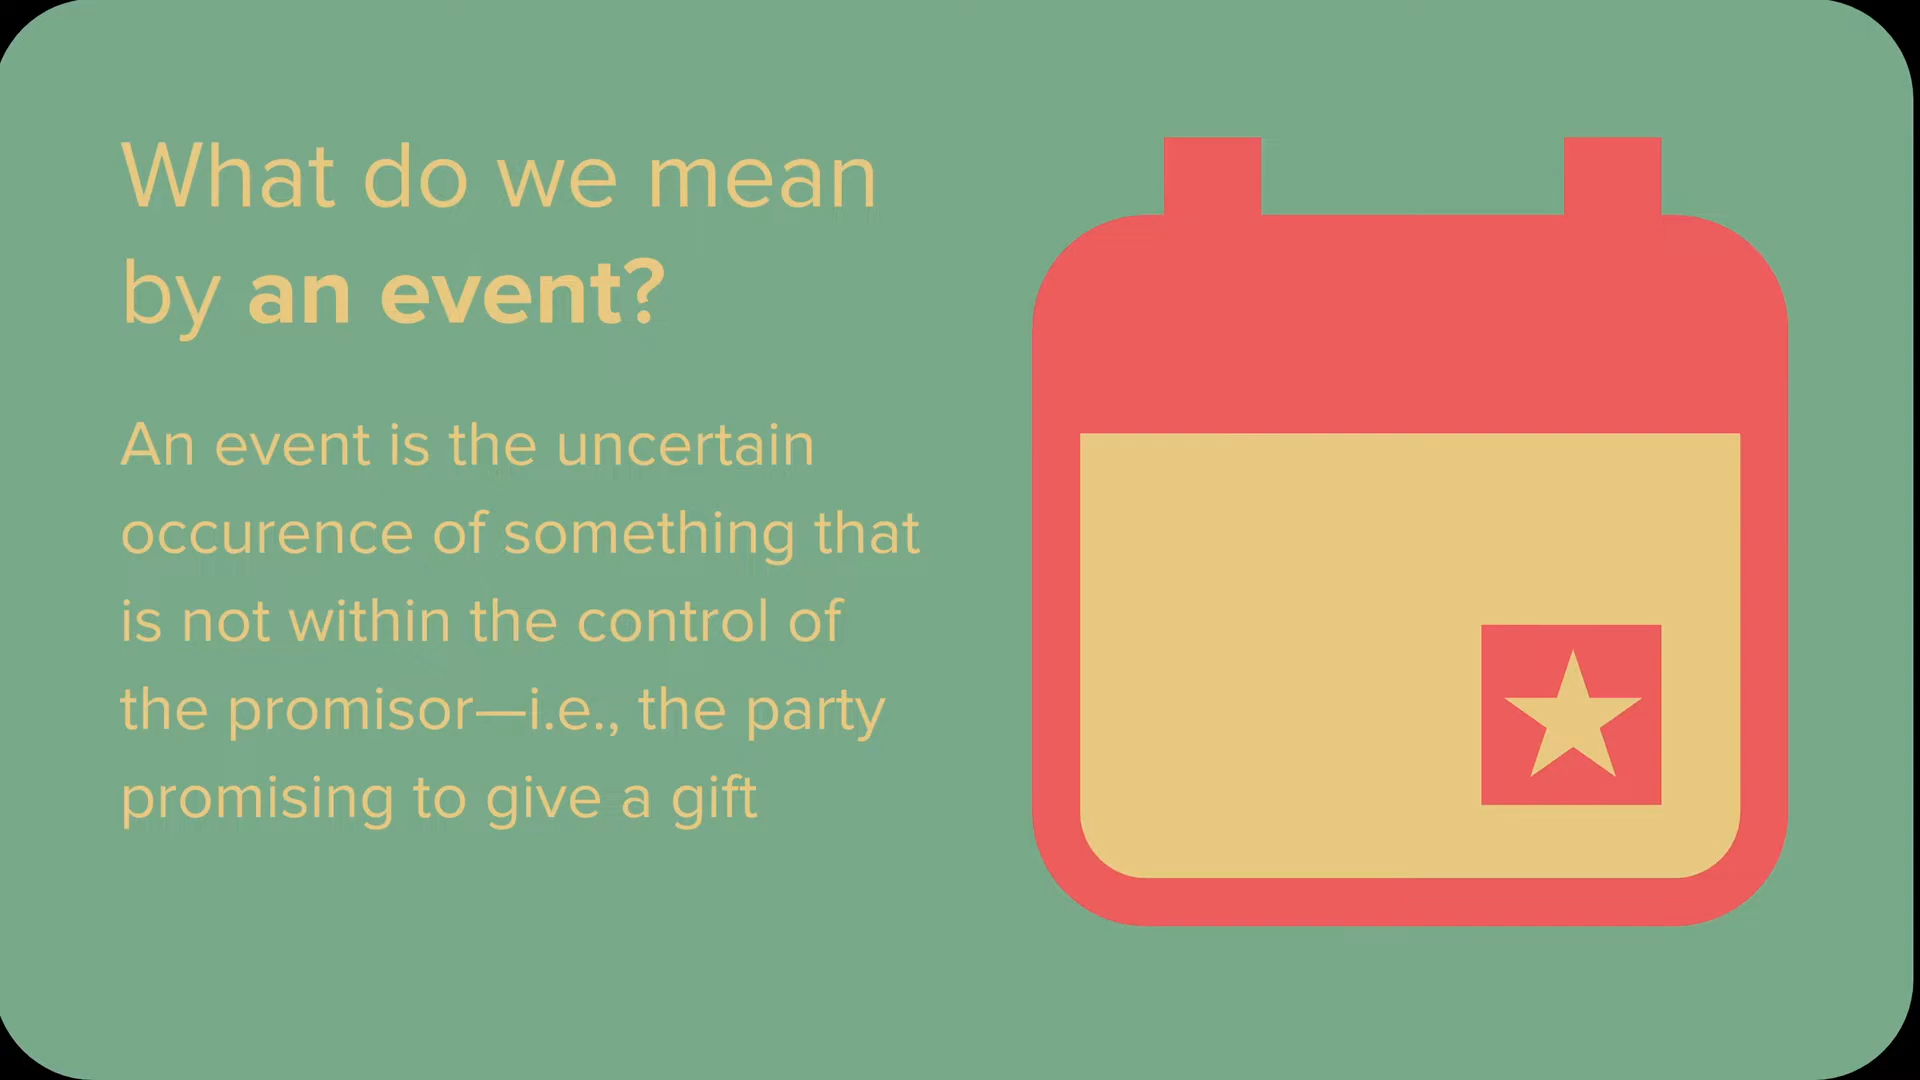 What do we mean
by an event?
An event is the uncertain
occurence of something that
is not within the control of
the promisor—i.e., the party
promising to give a gift